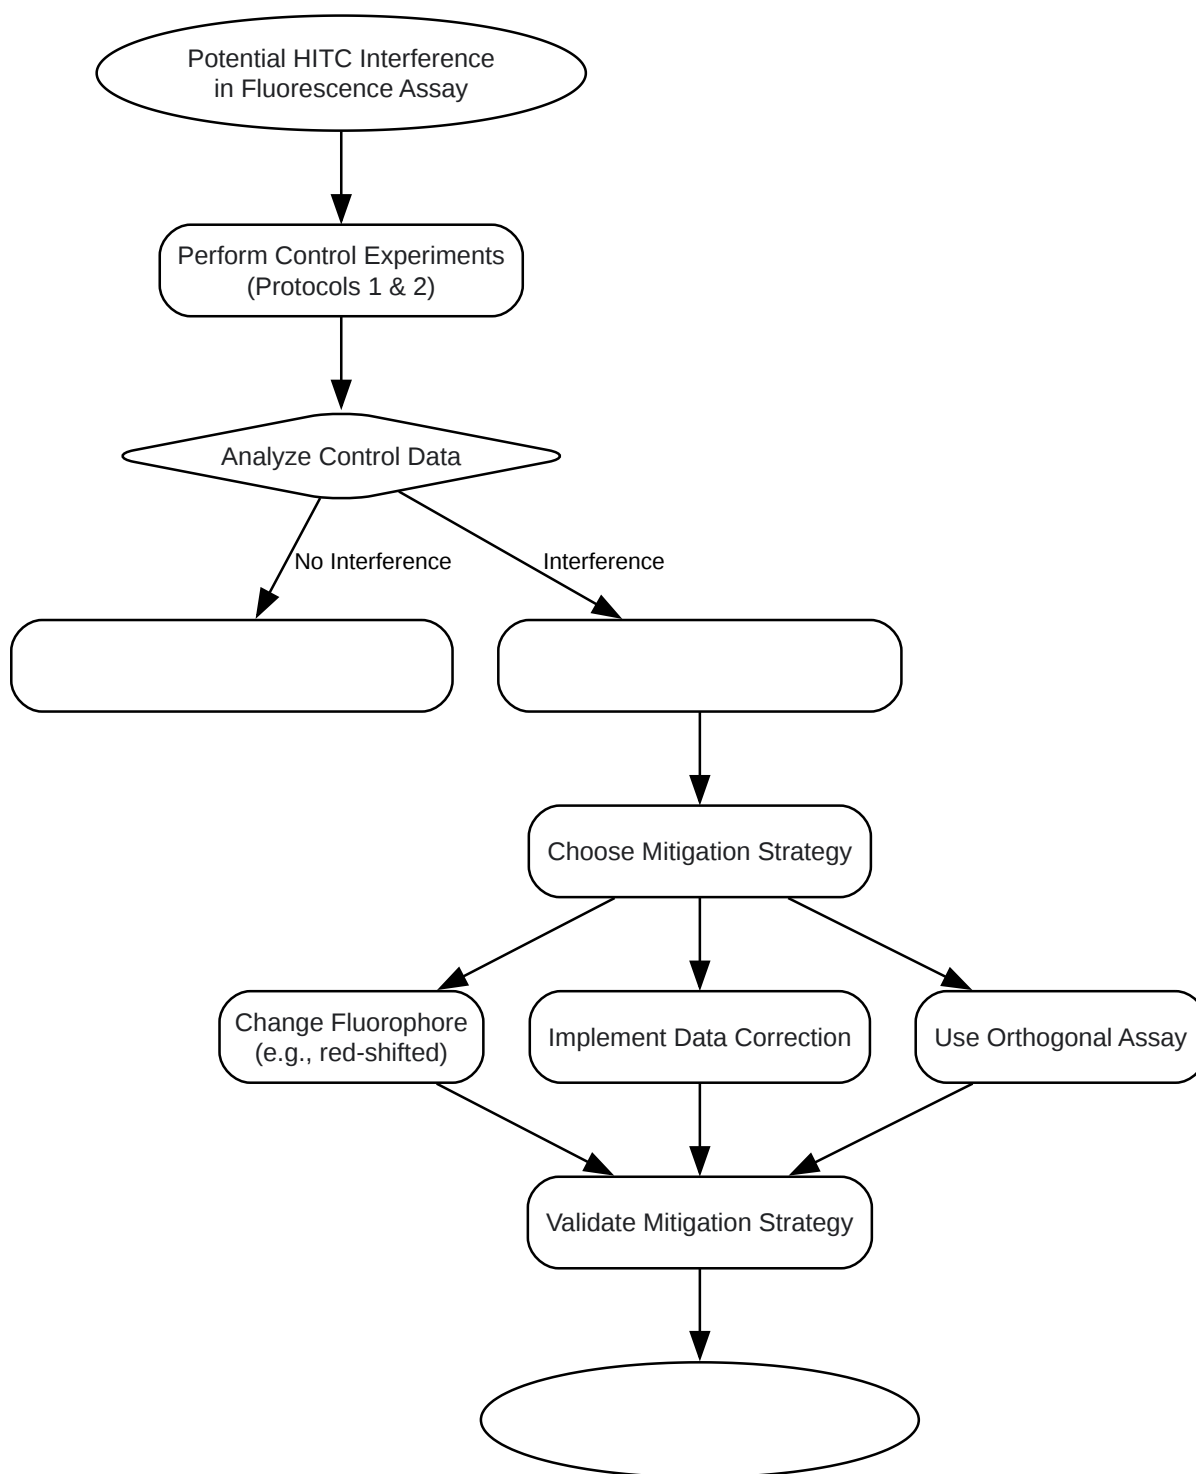 Potential HITC Interference
in Fluorescence Assay
Perform Control Experiments
(Protocols 1 & 2)
Analyze Control Data
No Interference
Interference
Choose Mitigation Strategy
Change Fluorophore
(e.g., red-shifted)
Implement Data Correction
Use Orthogonal Assay
Validate Mitigation Strategy